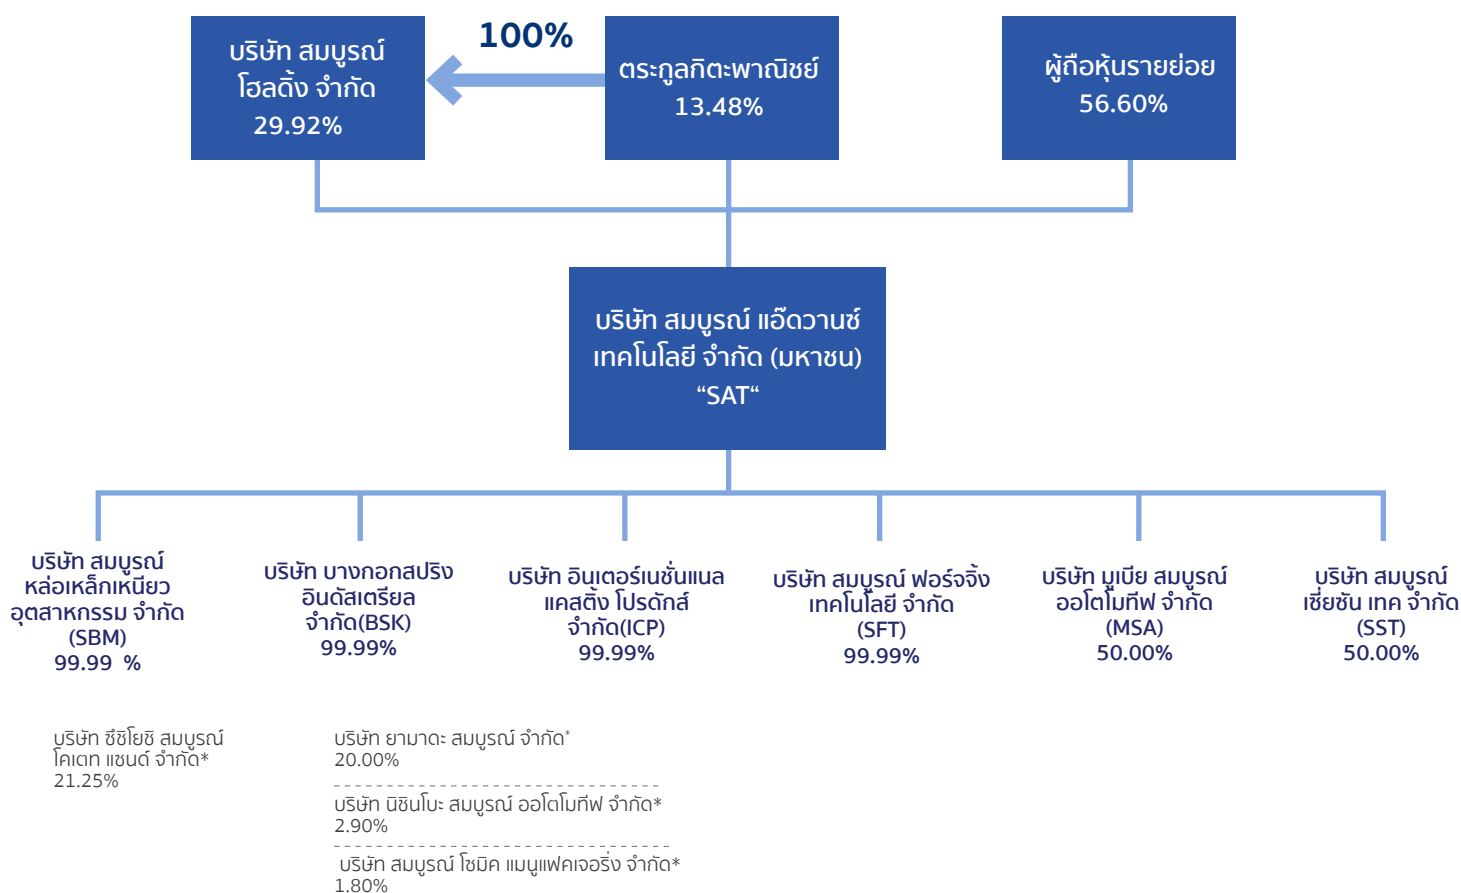 บริษัท สมบูรณ์
โฮลดิ้ง จำกัด
29.92%
100%
ตระกูลกิตะพาณิชย์
13.48%
ผู้ถือหุ้นรายย่อย
56.60%
บริษัท สมบูรณ์ แอ๊ดวานซ์
เทคโนโลยี จำกัด (มหาชน)
“SAT“
บริษัท สมบูรณ์
หล่อเหล็กเหนียว
อุตสาหกรรม จำกัด
(SBM)
99.99 %
บริษัท บางกอกสปริง
อินดัสเตรียล
จำกัด(BSK)
99.99%
บริษัท อินเตอร์เนชั่นแนล
แคสติ้ง โปรดักส์
จำกัด(ICP)
99.99%
บริษัท สมบูรณ์ ฟอร์จจิ้ง
เทคโนโลยี จำกัด
(SFT)
99.99%
บริษัท มูเบีย สมบูรณ์
ออโตโมทีฟ จำกัด
(MSA)
50.00%
บริษัท สมบูรณ์
เซี่ยซัน เทค จำกัด
(SST)
50.00%
บริษัท ซึชิโยชิ สมบูรณ์
โคเตท แซนด์ จำกัด*
21.25%
บริษัท ยามาดะ สมบูรณ์ จำกัด*
20.00%
บริษัท นิชินโบะ สมบูรณ์ ออโตโมทีฟ จำกัด*
2.90%
บริษัท สมบูรณ์ โซมิค แมนูแฟคเจอริ่ง จำกัด*
1.80%